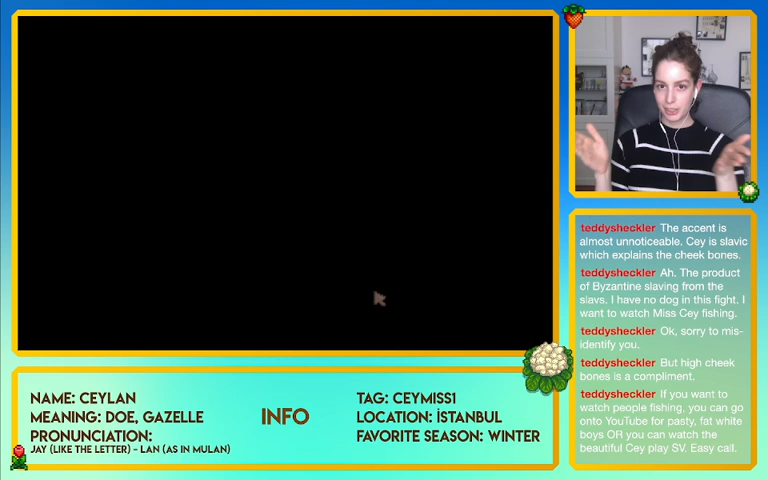 teddysheckler The accent is
almost unnoticeable. Cey is slavic
which explains the cheek bones.
teddysheckler Ah. The product
of Byzantine slaving from the
slavs. I have no dog in this fight. I
want to watch Miss Cey fishing.
teddysheckler Ok, sorry to mis-
identify you.
teddysheckler But high cheek
bones is a compliment.
teddysheckler If you want to
watch people fishing, you can go
onto YouTube for pasty, fat white
boys OR you can watch the
beautiful Cey play SV. Easy call.
NAME: CEYLAN
MEANING: DOE, GAZELLE
PRONUNCIATION:
JAY (LIKE THE LETTER) - LAN (AS IN MULAN)
INFO
TAG: CEYMISS1
LOCATION: İSTANBUL
FAVORITE SEASON: WINTER